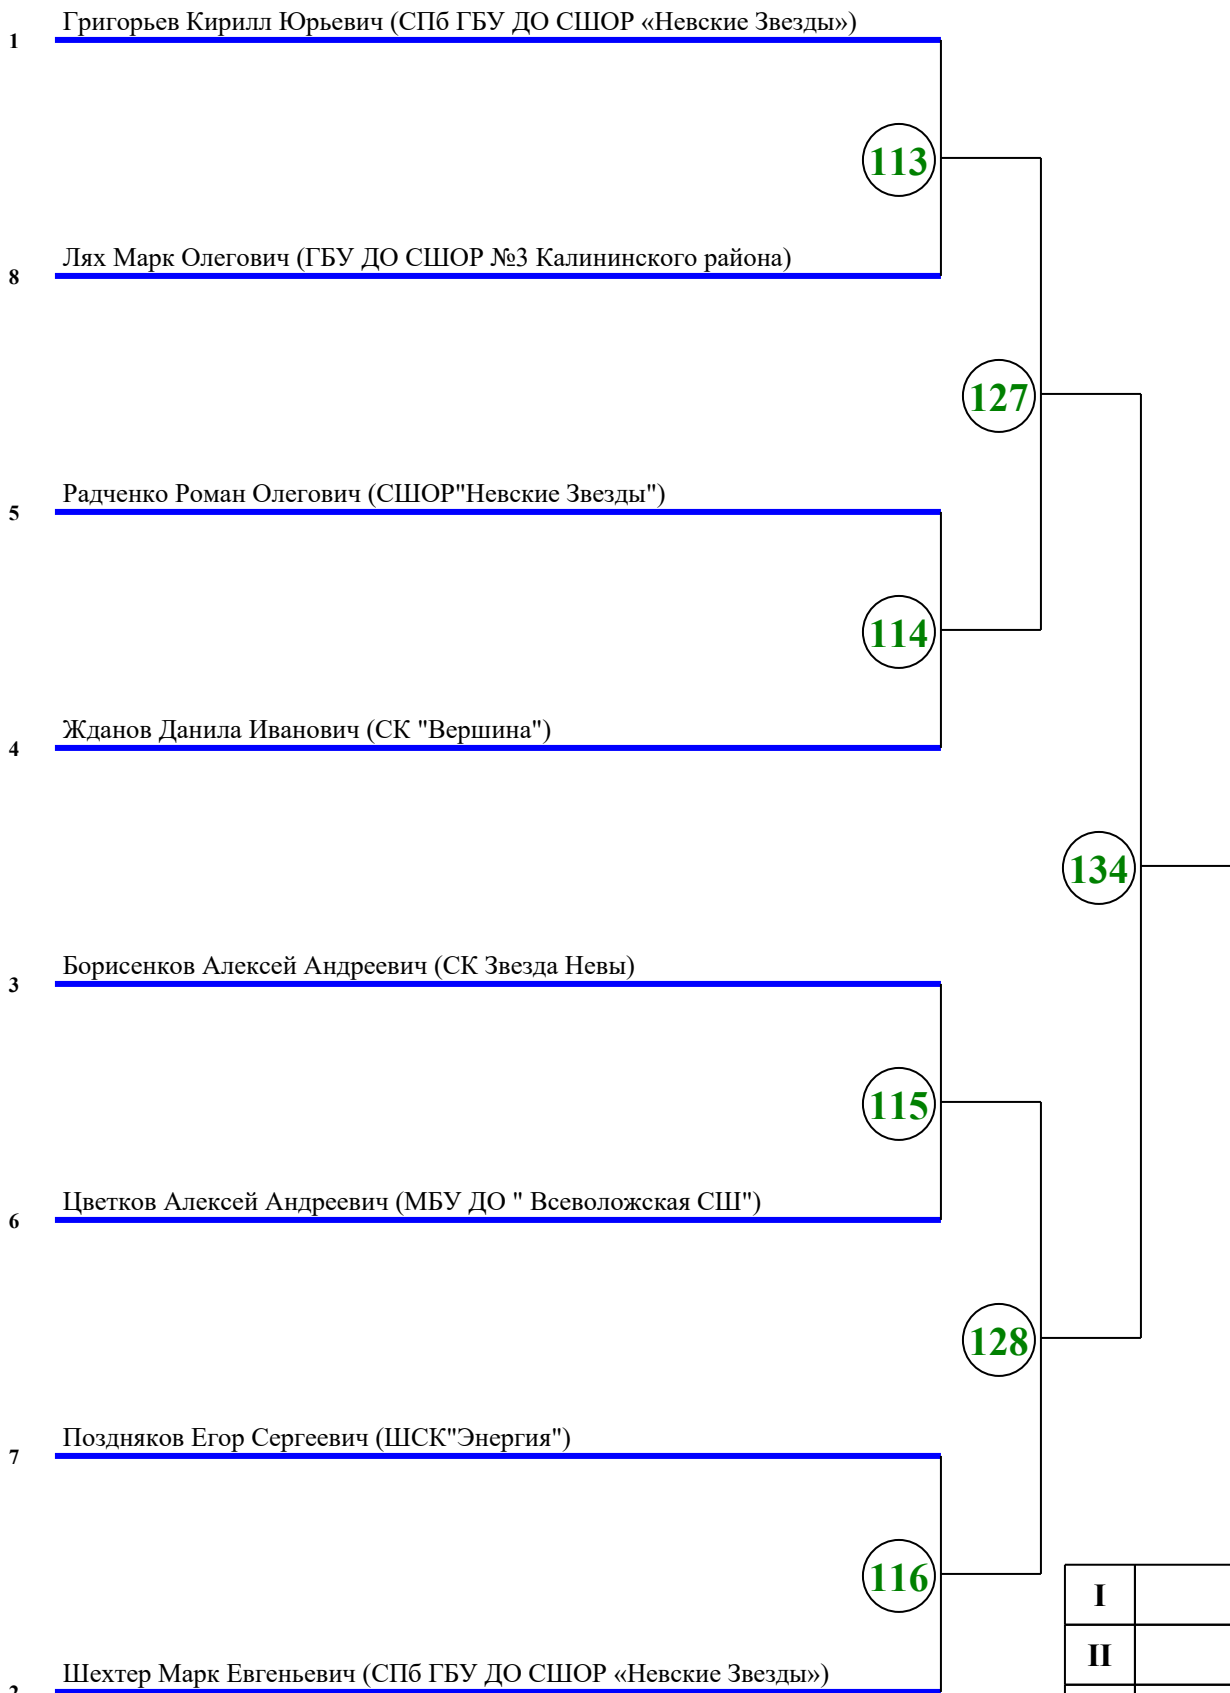 Григорьев Кирилл Юрьевич (СПб ГБУ ДО СШОР «Невские Звезды»)
1
113
Лях Марк Олегович (ГБУ ДО СШОР №3 Калининского района)
8
127
Радченко Роман Олегович (СШОР"Невские Звезды")
5
114
Жданов Данила Иванович (СК "Вершина")
4
134
Борисенков Алексей Андреевич (СК Звезда Невы)
3
115
Цветков Алексей Андреевич (МБУ ДО " Всеволожская СШ")
6
128
Поздняков Егор Сергеевич (ШСК"Энергия")
7
116
I
II
Шехтер Марк Евгеньевич (СПб ГБУ ДО СШОР «Невские Звезды»)
2